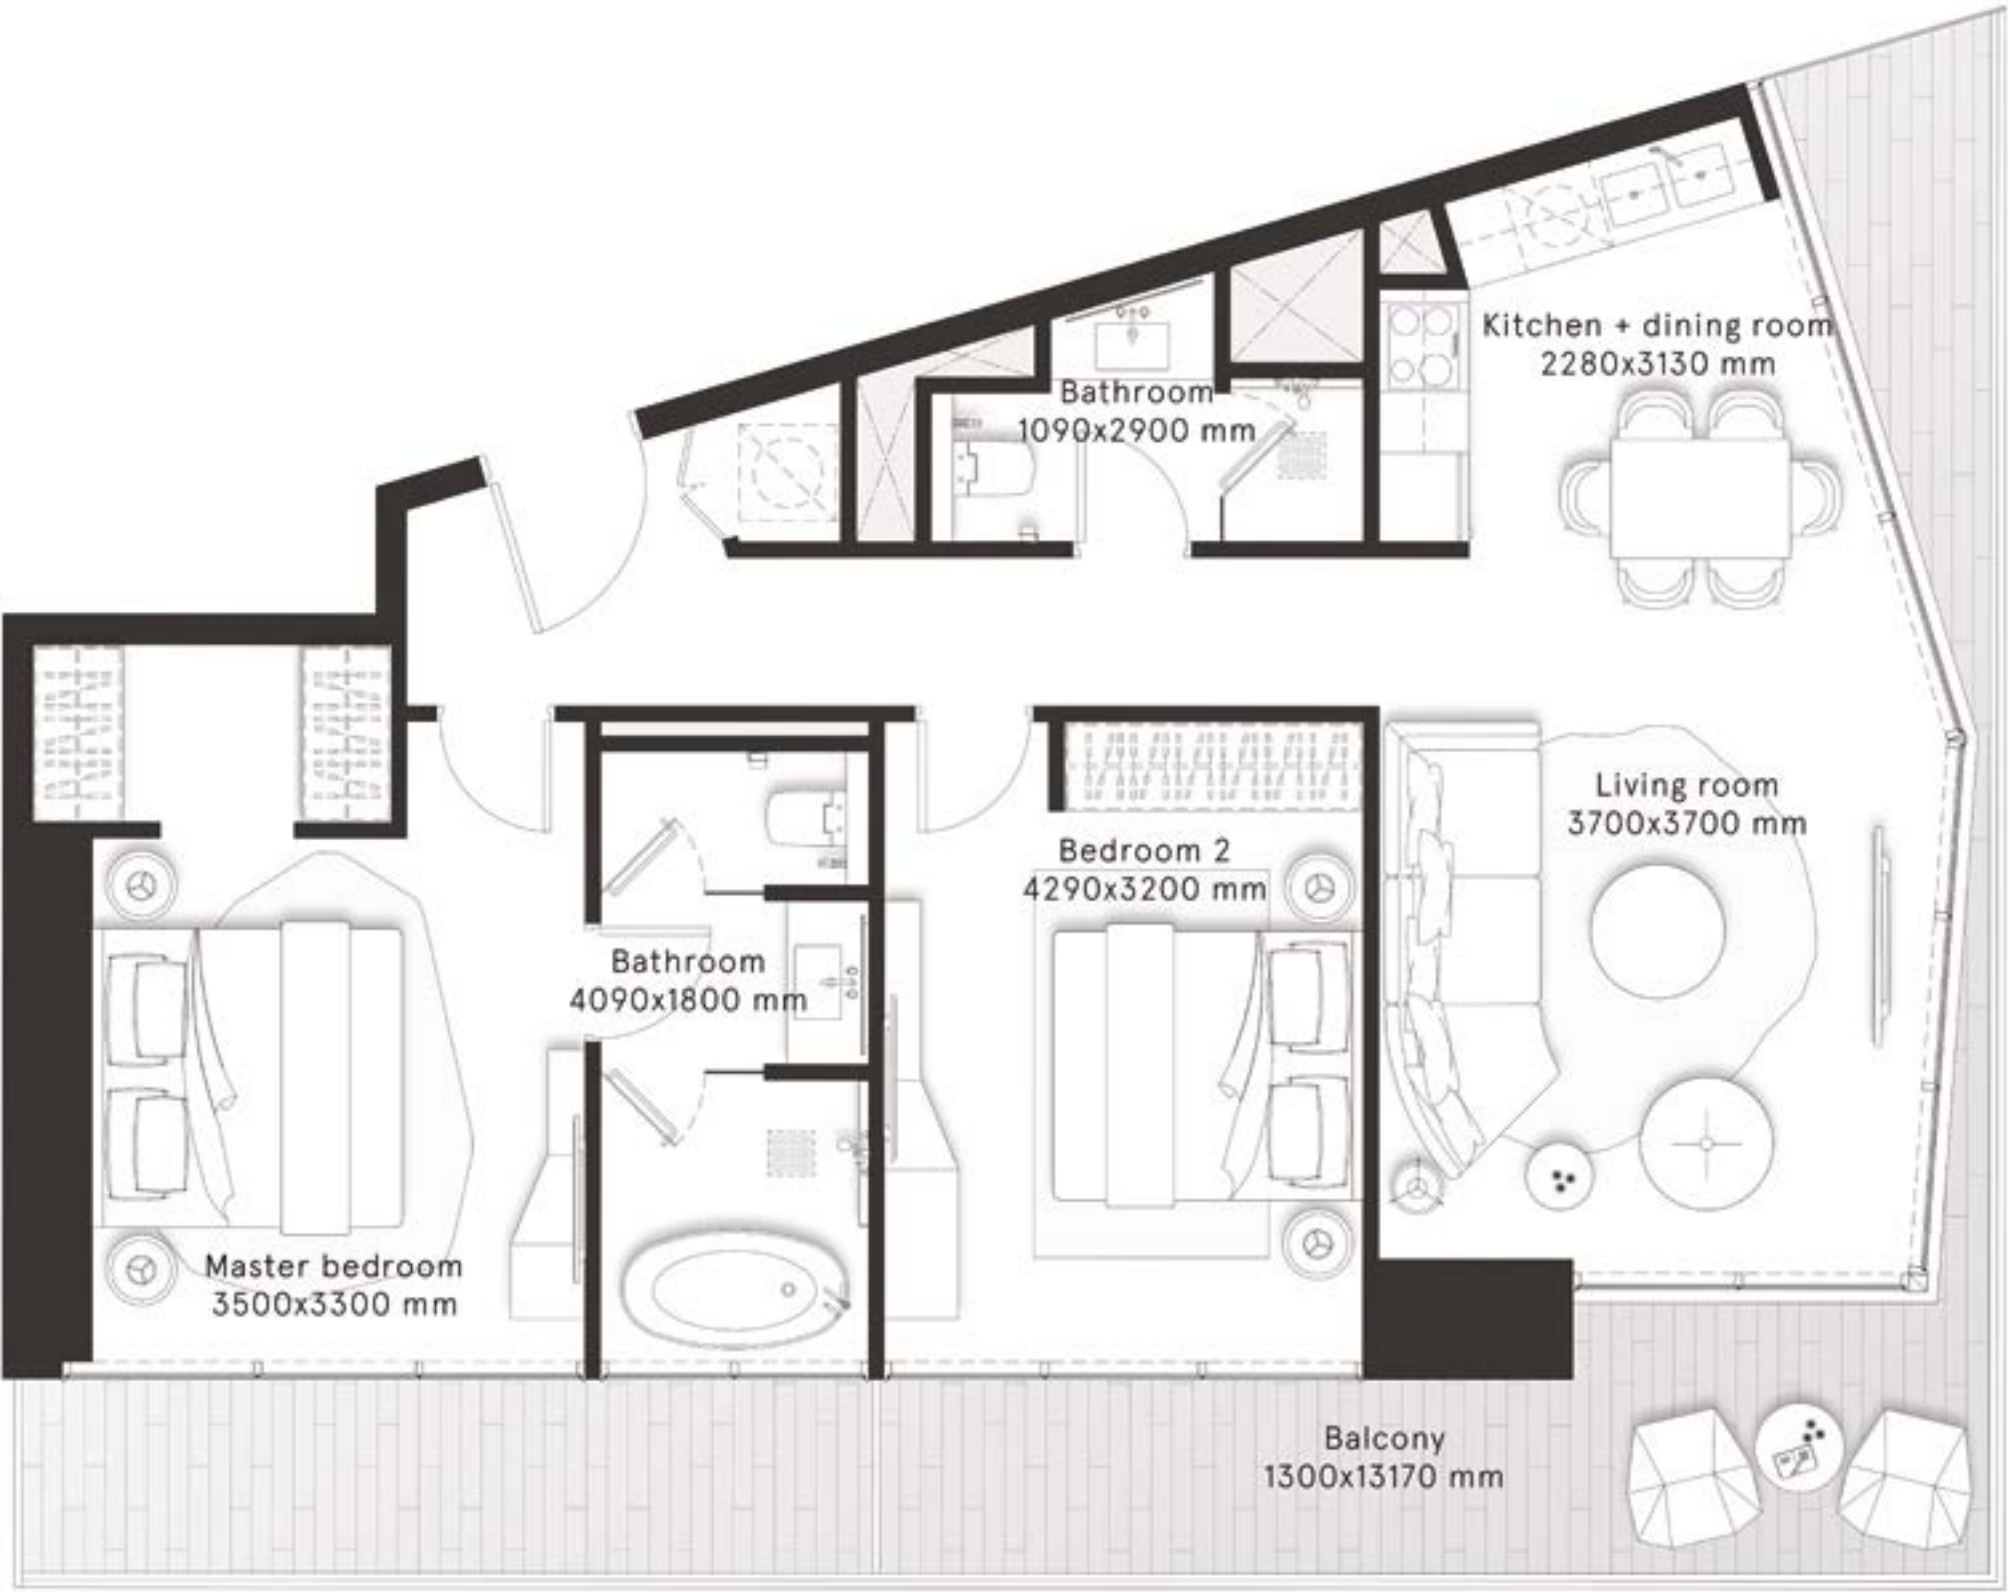 Kitchen + dining room
2280x3130 mm
Bathroom
1090x2900 mm
Living room
3700x3700 mm
Bedroom 2
4290x3200 mm
Bathroom
4090x1800 mm
Master bedroom
3500x3300 mm
Balcony
1300x13170 mm